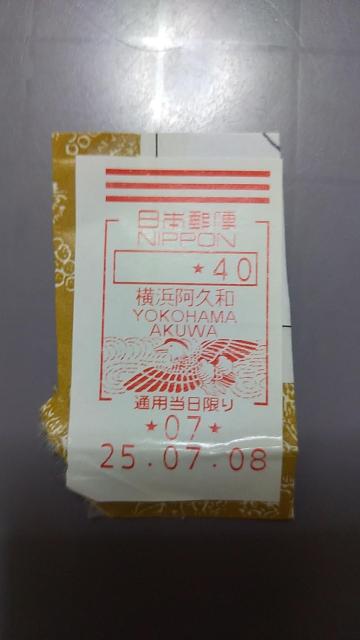 日本郵便
NIPPON
★40
横浜阿久和
YOKOHAMA
AKUWA
通用当日限り
★07★
25.07.08